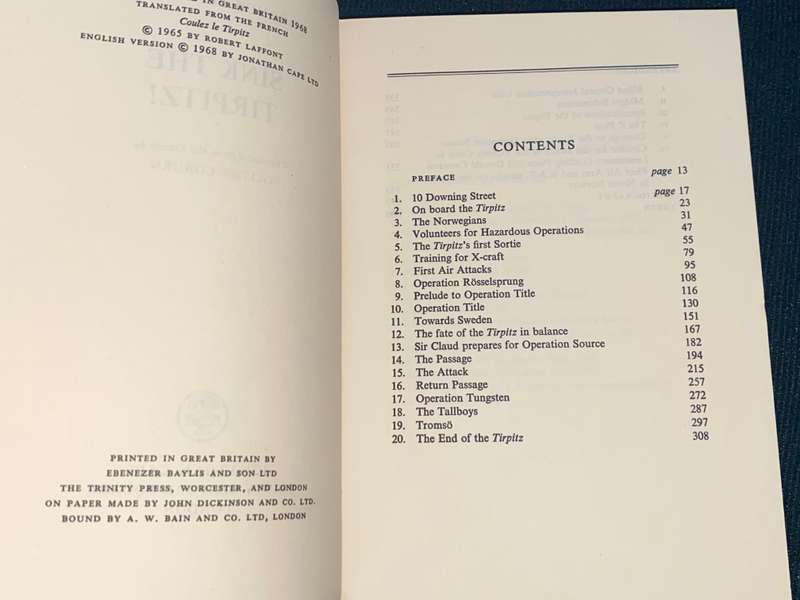 IN GREAT BRITAIN 1968
TRANSLATED FROM THE FRENCH
Coulez le Tirpitz
© 1965 BY ROBERT LAFFONT
ENGLISH VERSION © 1968 BY JONATHAN CAPE LTD
SINK THE
TIRPITZ!
PRINTED IN GREAT BRITAIN BY
EBENEZER BAYLIS AND SON LTD
THE TRINITY PRESS, WORCESTER, AND LONDON
ON PAPER MADE BY JOHN DICKINSON AND CO. LTD.
BOUND BY A. W. BAIN AND CO. LTD, LONDON
CONTENTS
PREFACE page 13
1. 10 Downing Street page 17
2. On board the Tirpitz 23
3. The Norwegians 31
4. Volunteers for Hazardous Operations 47
5. The Tirpitz's first Sortie 55
6. Training for X-craft 79
7. First Air Attacks 95
8. Operation Rösselsprung 108
9. Prelude to Operation Title 116
10. Operation Title 130
11. Towards Sweden 151
12. The fate of the Tirpitz in balance 167
13. Sir Claud prepares for Operation Source 182
14. The Passage 194
15. The Attack 215
16. Return Passage 257
17. Operation Tungsten 272
18. The Tallboys 287
19. Tromsö 297
20. The End of the Tirpitz 308